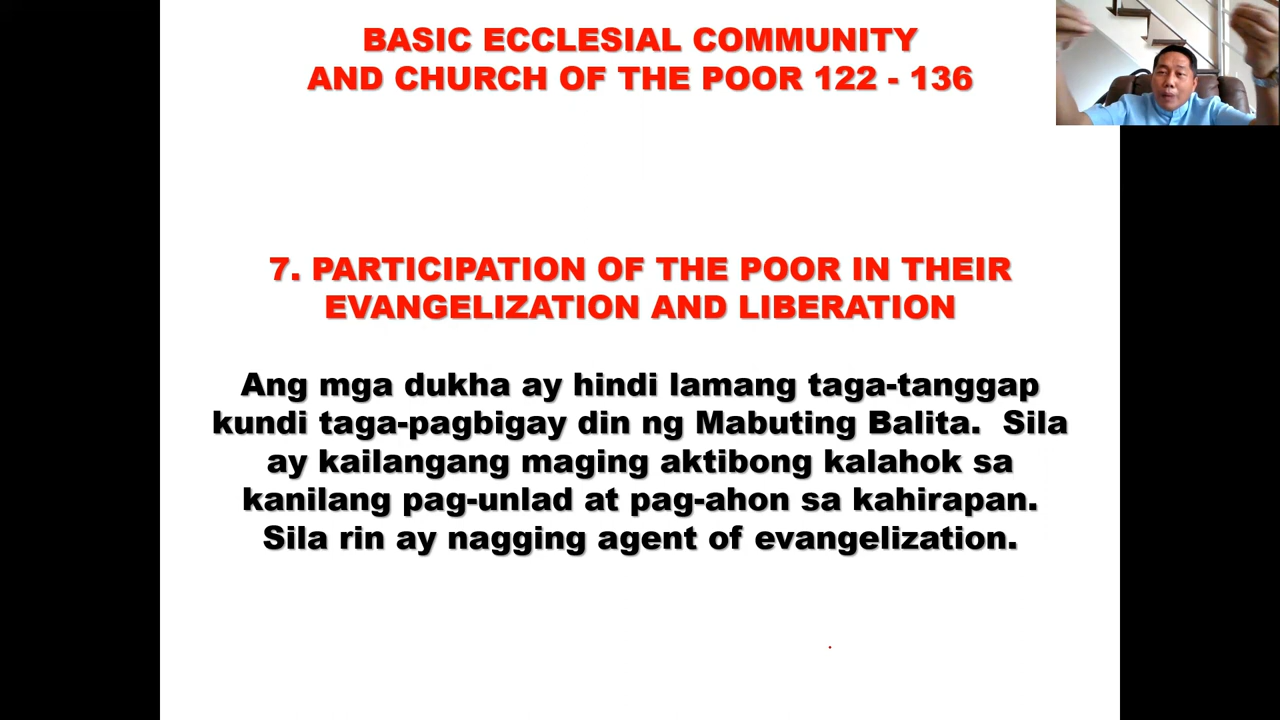 BASIC ECCLESIAL COMMUNITY
AND CHURCH OF THE POOR 122 - 136
7. PARTICIPATION OF THE POOR IN THEIR
EVANGELIZATION AND LIBERATION
Ang mga dukha ay hindi lamang taga-tanggap
kundi taga-pagbigay din ng Mabuting Balita.  Sila
ay kailangang maging aktibong kalahok sa
kanilang pag-unlad at pag-ahon sa kahirapan.
Sila rin ay nagging agent of evangelization.